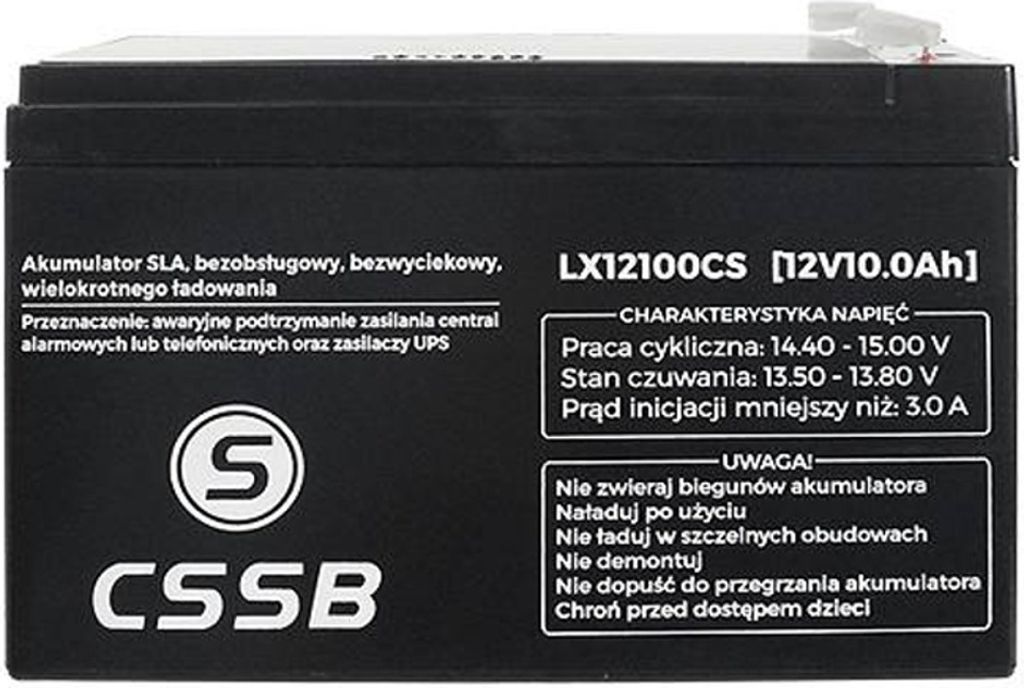 Akumulator SLA, bezobsługowy, bezwyciekowy,
wielokrotnego ładowania
Przeznaczenie: awaryjne podtrzymanie zasilania central
alarmowych lub telefonicznych oraz zasilaczy UPS
S
CSSB
LX12100CS [12V10.0Ah]
CHARAKTERYSTYKA NAPIĘĆ
Praca cykliczna: 14.40 - 15.00 V
Stan czuwania: 13.50 - 13.80 V
Prąd inicjacji mniejszy niż: 3.0 A
UWAGA!
Nie zwieraj biegunów akumulatora
Naładuj po użyciu
Nie ładuj w szczelnych obudowach
Nie demontuj
Nie dopuść do przegrzania akumulatora
Chroń przed dostępem dzieci